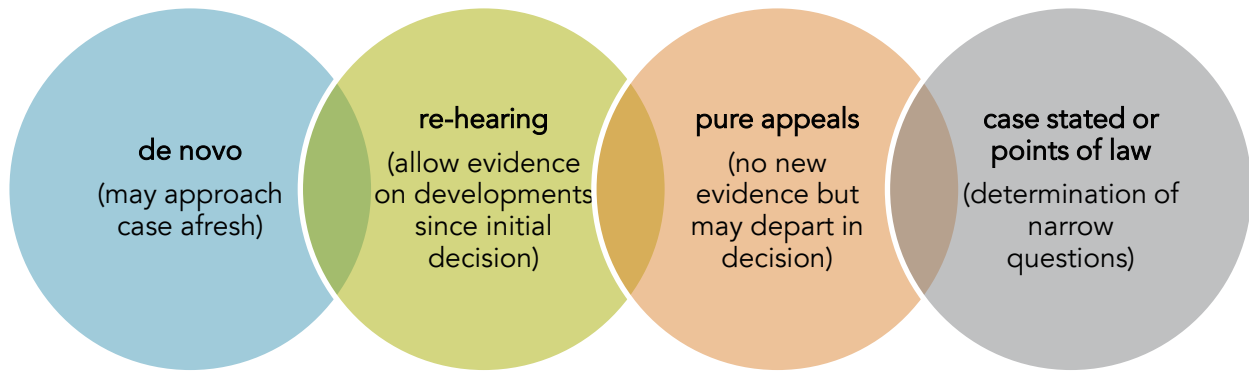 de novo
(may approach
case afresh)
re-hearing
(allow evidence
on developments
since initial
decision)
pure appeals
(no new
evidence but
may depart in
decision)
case stated or
points of law
(determination of
narrow
questions)